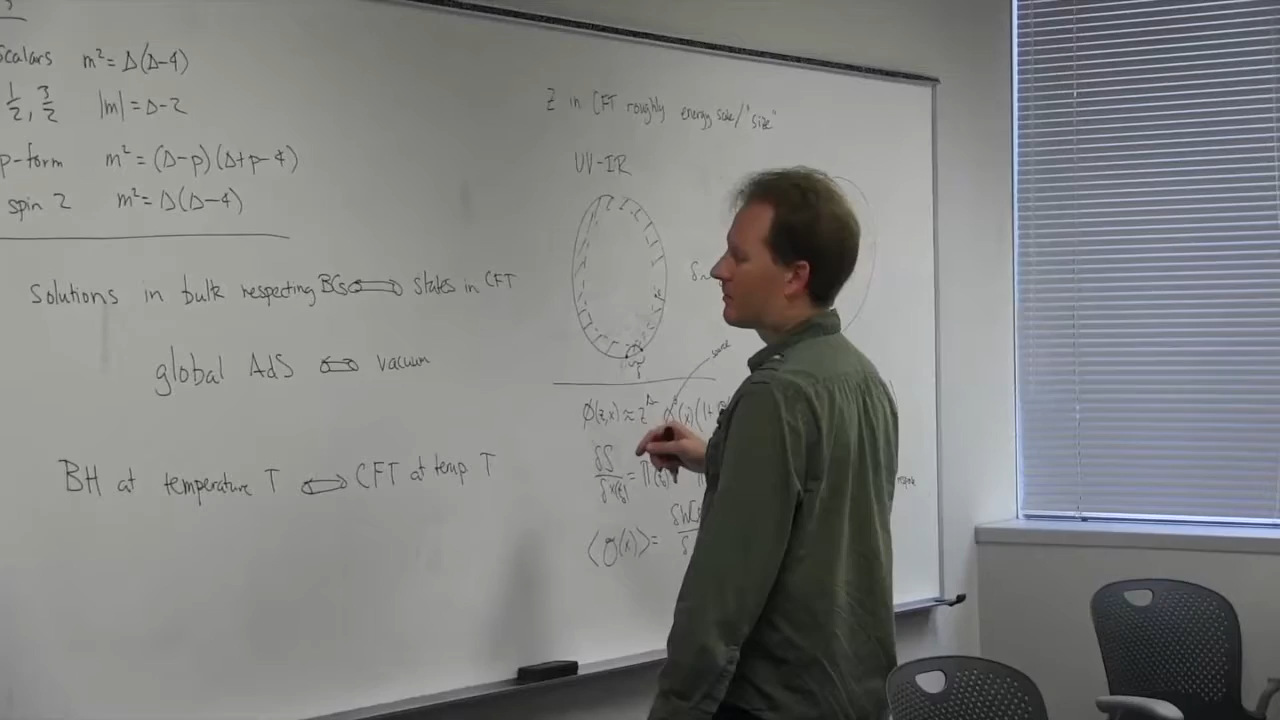 scalars m² = Δ(Δ-4)
1/2, 3/2 |m| = Δ-2
p-form m² = (Δ-p)(Δ+p-4)
spin 2 m² = Δ(Δ-4)
Solutions in bulk respecting BCs ⟺ states in CFT
global AdS ⟺ vacuum
BH at temperature T ⟺ CFT at temp T
Z in CFT roughly energy scale/"size"
UV-IR
δ~
source
φ(z,x) ≈ z (x)(1+
δS = Π(
⟨O(x)⟩ = δ